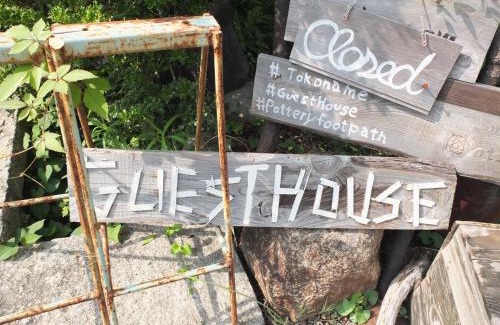 Closed
# Tokoname
#GuestHouse
#Potteryfootpath
GUESTHOUSE